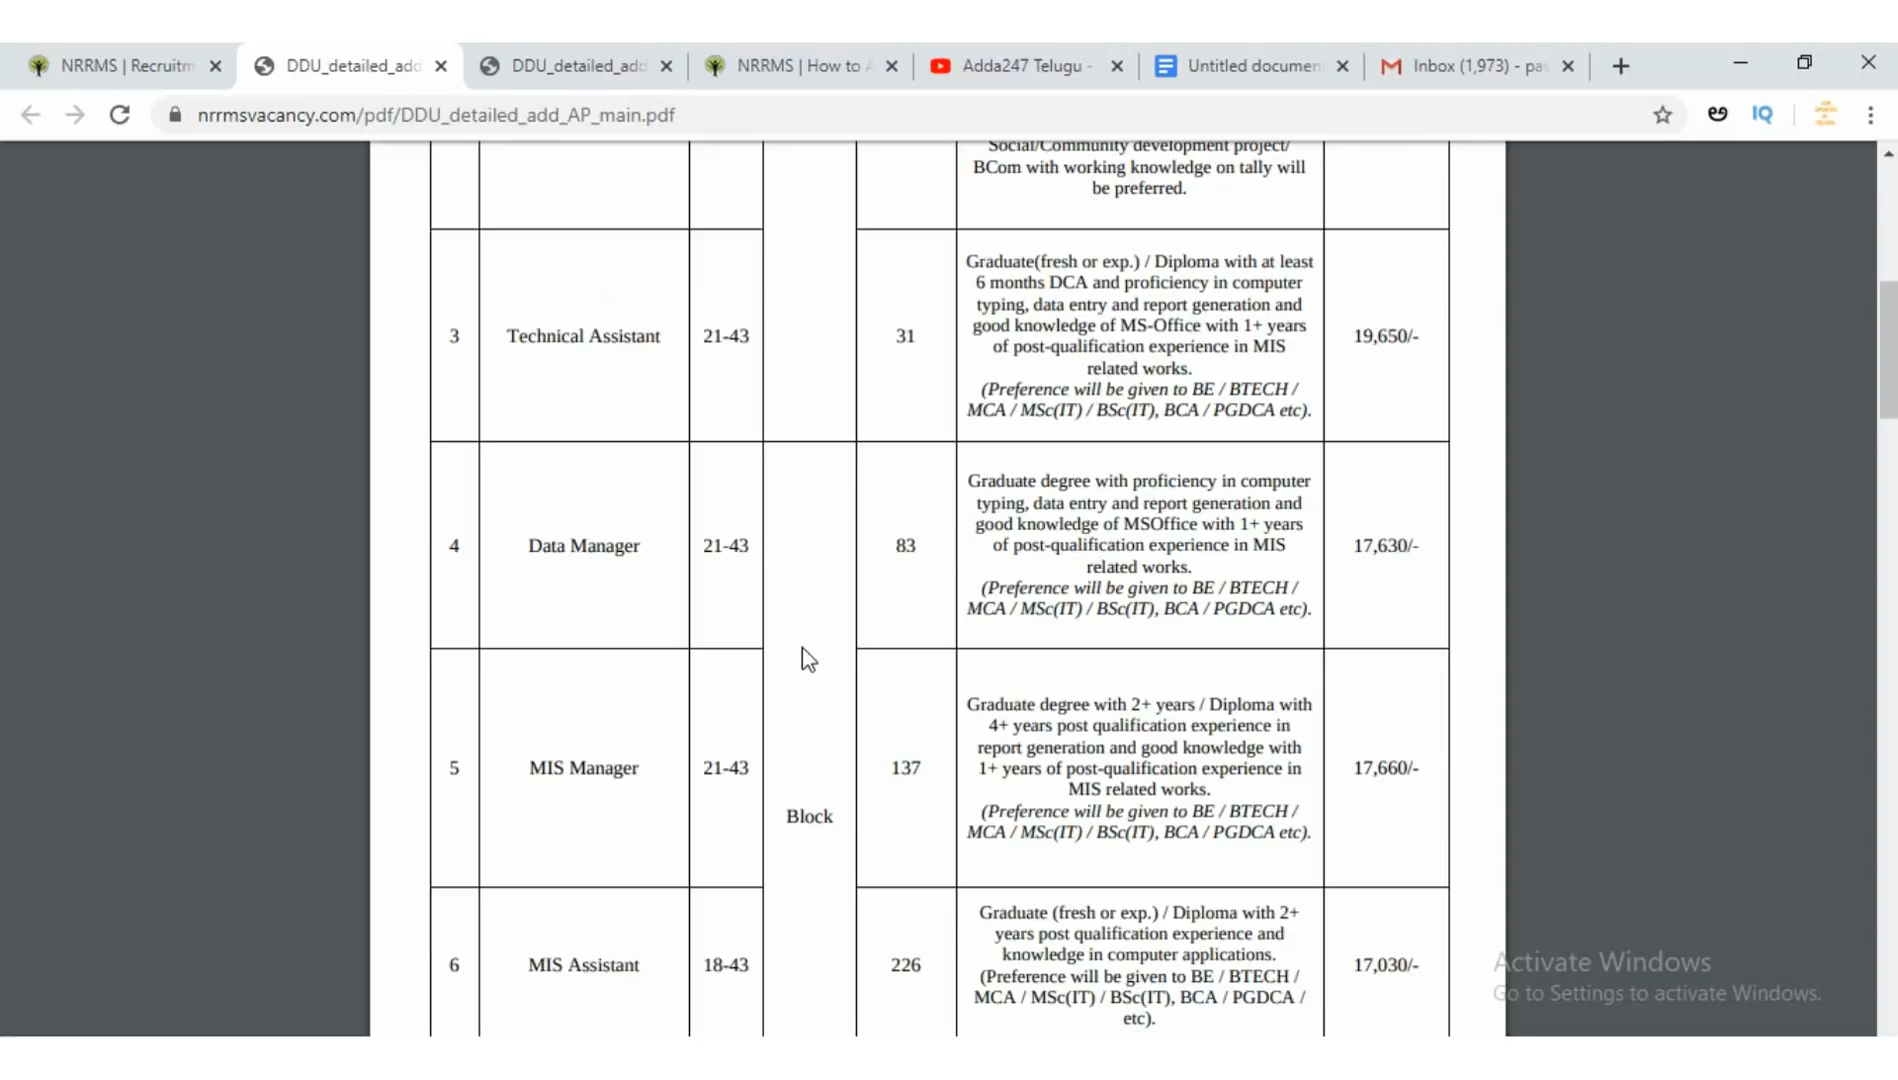 NRRMS | Recruitm
DDU_detailed_add
DDU_detailed_add
NRRMS | How to A
Adda247 Telugu -
Untitled documen
Inbox (1,973) - pa
nrrmsvacancy.com/pdf/DDU_detailed_add_AP_main.pdf
IQ
Social/Community development project/
BCom with working knowledge on tally will
be preferred.
3
Technical Assistant
21-43
31
Graduate(fresh or exp.) / Diploma with at least
6 months DCA and proficiency in computer
typing, data entry and report generation and
good knowledge of MS-Office with 1+ years
of post-qualification experience in MIS
related works.
(Preference will be given to BE / BTECH /
MCA / MSc(IT) / BSc(IT), BCA / PGDCA etc).
19,650/-
4
Data Manager
21-43
83
Graduate degree with proficiency in computer
typing, data entry and report generation and
good knowledge of MSOffice with 1+ years
of post-qualification experience in MIS
related works.
(Preference will be given to BE / BTECH /
MCA / MSc(IT) / BSc(IT), BCA / PGDCA etc).
17,630/-
5
MIS Manager
21-43
Block
137
Graduate degree with 2+ years / Diploma with
4+ years post qualification experience in
report generation and good knowledge with
1+ years of post-qualification experience in
MIS related works.
(Preference will be given to BE / BTECH /
MCA / MSc(IT) / BSc(IT), BCA / PGDCA etc).
17,660/-
6
MIS Assistant
18-43
226
Graduate (fresh or exp.) / Diploma with 2+
years post qualification experience and
knowledge in computer applications.
(Preference will be given to BE / BTECH /
MCA / MSc(IT) / BSc(IT), BCA / PGDCA /
etc).
17,030/-
Activate Windows
Go to Settings to activate Windows.